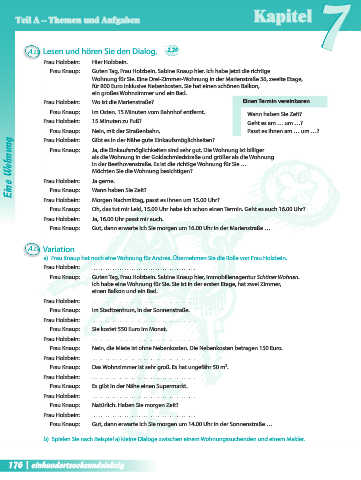 Teil A – Themen und Aufgaben
Kapitel 7
Lesen und hören Sie den Dialog. 2.26
Frau Holzbein: Hier Holzbein.
Frau Knaup: Guten Tag, Frau Holzbein. Sabine Knaup hier. Ich habe jetzt die richtige
Wohnung für Sie. Eine Drei-Zimmer-Wohnung in der Marienstraße 38, zweite Etage,
für 800 Euro inklusive Nebenkosten. Sie hat einen schönen Balkon,
ein großes Wohnzimmer und ein Bad.
Frau Holzbein: Wo ist die Marienstraße?
Frau Knaup: Im Osten, 15 Minuten vom Bahnhof entfernt.
Frau Holzbein: 15 Minuten zu Fuß?
Frau Knaup: Nein, mit der Straßenbahn.
Frau Holzbein: Gibt es in der Nähe gute Einkaufsmöglichkeiten?
Frau Knaup: Ja, die Einkaufsmöglichkeiten sind sehr gut. Die Wohnung ist billiger
als die Wohnung in der Goldschmiedstraße und größer als die Wohnung
in der Beethovenstraße. Es ist die richtige Wohnung für Sie …
Möchten Sie die Wohnung besichtigen?
Frau Holzbein: Ja gerne.
Frau Knaup: Wann haben Sie Zeit?
Frau Holzbein: Morgen Nachmittag, passt es Ihnen um 15.00 Uhr?
Frau Knaup: Oh, das tut mir Leid, 15.00 Uhr habe ich schon einen Termin. Geht es auch 16.00 Uhr?
Frau Holzbein: Ja, 16.00 Uhr passt mir auch.
Frau Knaup: Gut, dann erwarte ich Sie morgen um 16.00 Uhr in der Marienstraße …
Einen Termin vereinbaren
Wann haben Sie Zeit?
Geht es am … um …?
Passt es Ihnen am … um …?
Eine Wohnung
Variation
a) Frau Knaup hat noch eine Wohnung für Andrea. Übernehmen Sie die Rolle von Frau Holzbein.
Frau Holzbein: ……………………………
Frau Knaup: Guten Tag, Frau Holzbein. Sabine Knaup hier, Immobilienagentur Schöner Wohnen.
Ich habe eine Wohnung für Sie. Sie ist in der ersten Etage, hat zwei Zimmer,
einen Balkon und ein Bad.
Frau Holzbein: ……………………………
Frau Knaup: Im Stadtzentrum, in der Sonnenstraße.
Frau Holzbein: ……………………………
Frau Knaup: Sie kostet 550 Euro im Monat.
Frau Holzbein: ……………………………
Frau Knaup: Nein, die Miete ist ohne Nebenkosten. Die Nebenkosten betragen 150 Euro.
Frau Holzbein: ……………………………
Frau Knaup: Das Wohnzimmer ist sehr groß. Es hat ungefähr 50 m².
Frau Holzbein: ……………………………
Frau Knaup: Es gibt in der Nähe einen Supermarkt.
Frau Holzbein: ……………………………
Frau Knaup: Natürlich. Haben Sie morgen Zeit?
Frau Holzbein: ……………………………
Frau Knaup: Gut, dann erwarte ich Sie morgen um 14.00 Uhr in der Sonnenstraße …
b) Spielen Sie nach Beispiel a) kleine Dialoge zwischen einem Wohnungssuchenden und einem Makler.
170 | einhundertsechsundsiebzig